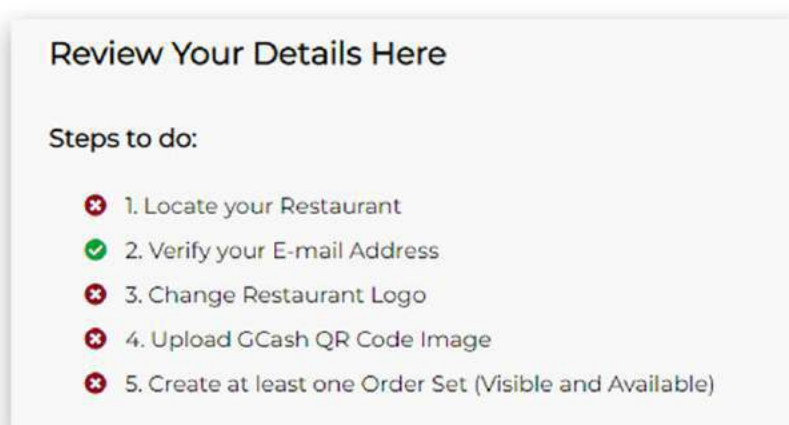 Review Your Details Here
Steps to do:
1. Locate your Restaurant
2. Verify your E-mail Address
3. Change Restaurant Logo
4. Upload GCash QR Code Image
5. Create at least one Order Set (Visible and Available)